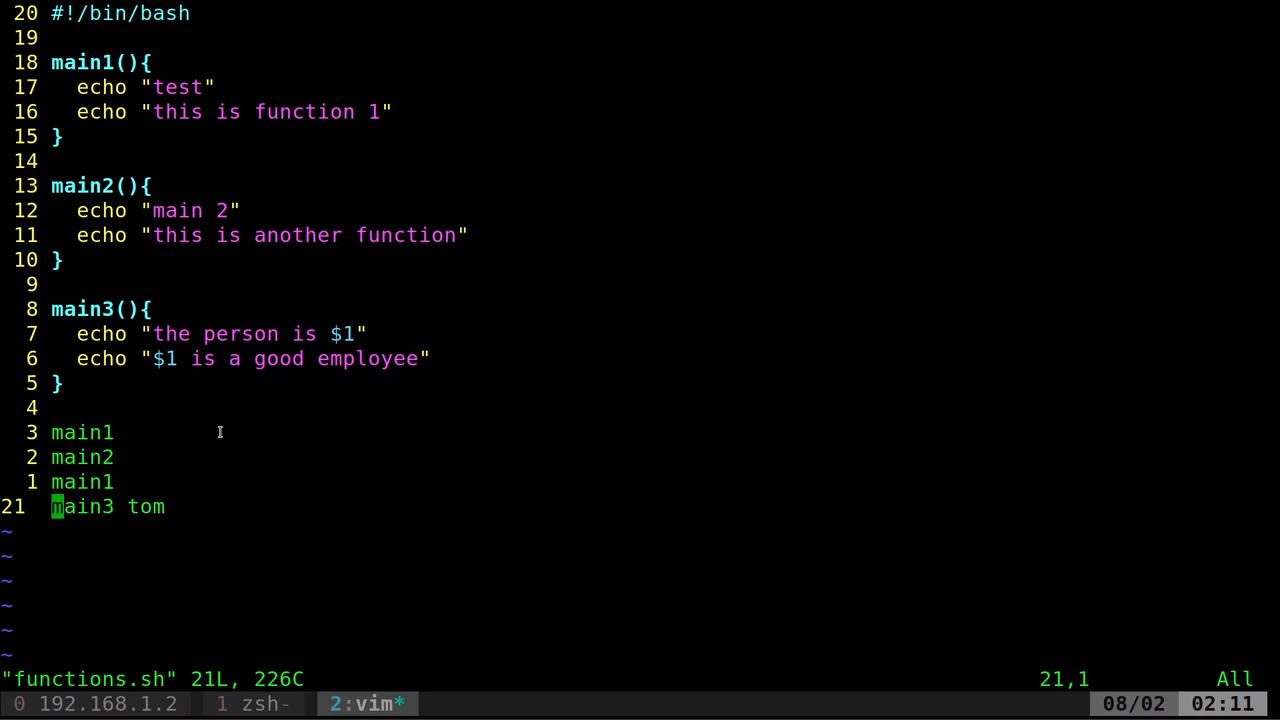 20 #!/bin/bash
19
18 main1(){
17   echo "test"
16   echo "this is function 1"
15 }
14
13 main2(){
12   echo "main 2"
11   echo "this is another function"
10 }
 9
 8 main3(){
 7   echo "the person is $1"
 6   echo "$1 is a good employee"
 5 }
 4
 3 main1
 2 main2
 1 main1
21  main3 tom
~
~
~
~
~
~
"functions.sh" 21L, 226C 21,1 All
0 192.168.1.2 1 zsh- 2:vim* 08/02 02:11